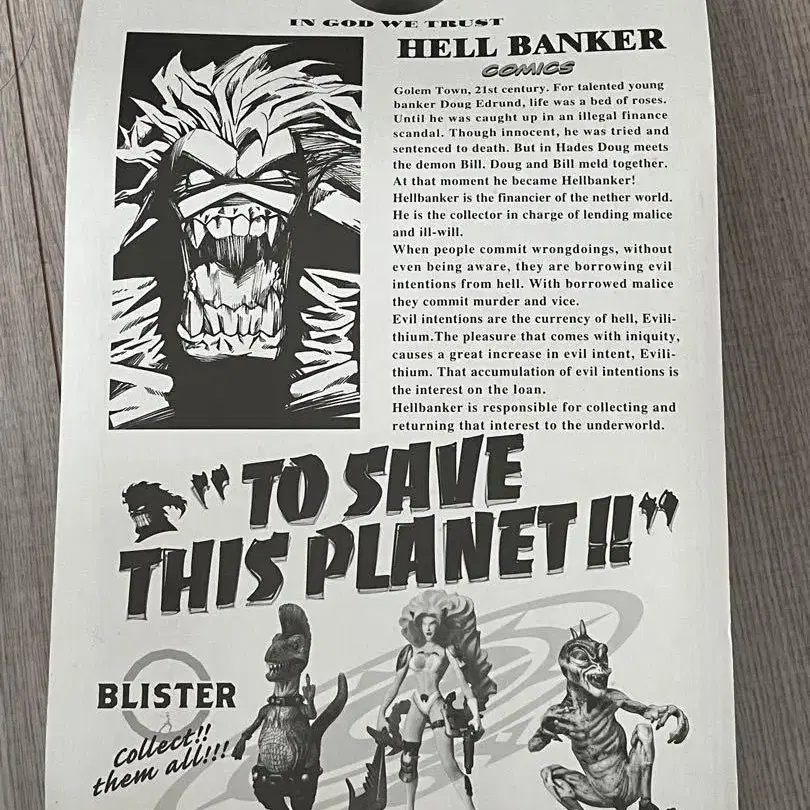 IN GOD WE TRUST
HELL BANKER
COMICS
Golem Town, 21st century. For talented young
banker Doug Edrund, life was a bed of roses.
Until he was caught up in an illegal finance
scandal. Though innocent, he was tried and
sentenced to death. But in Hades Doug meets
the demon Bill. Doug and Bill meld together.
At that moment he became Hellbanker!
Hellbanker is the financier of the nether world.
He is the collector in charge of lending malice
and ill-will.
When people commit wrongdoings, without
even being aware, they are borrowing evil
intentions from hell. With borrowed malice
they commit murder and vice.
Evil intentions are the currency of hell, Evili-
thium.The pleasure that comes with iniquity,
causes a great increase in evil intent, Evili-
thium. That accumulation of evil intentions is
the interest on the loan.
Hellbanker is responsible for collecting and
returning that interest to the underworld.
"TO SAVE
THIS PLANET!!"
BLISTER
Collect!!
them all!!!